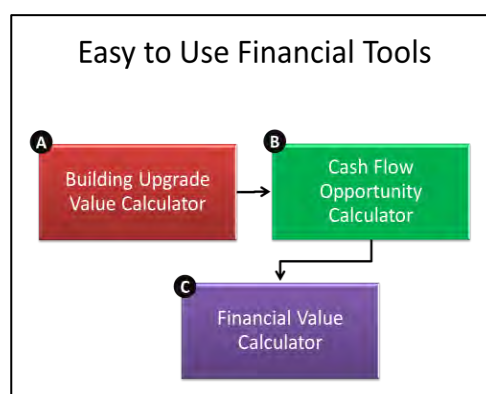 Easy to Use Financial Tools
A
Building Upgrade
Value Calculator
B
Cash Flow
Opportunity
Calculator
C
Financial Value
Calculator